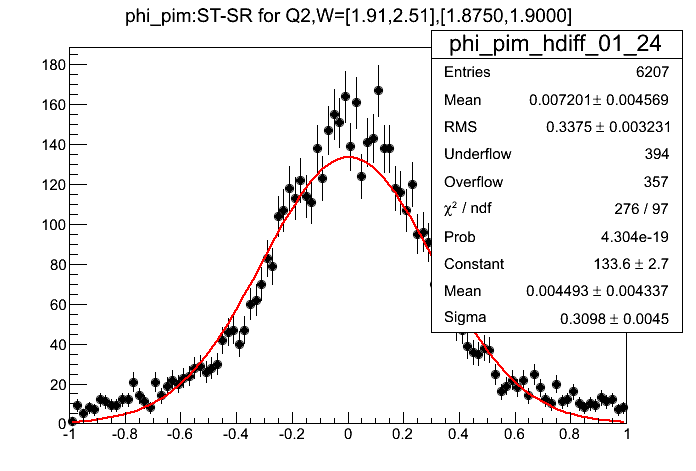 phi_pim:ST-SR for Q2,W=[1.91,2.51],[1.8750,1.9000]
phi_pim_hdiff_01_24
Entries 6207
Mean 0.007201± 0.004569
RMS 0.3375 ± 0.003231
Underflow 394
Overflow 357
χ² / ndf 276 / 97
Prob 4.304e-19
Constant 133.6 ± 2.7
Mean 0.004493 ± 0.004337
Sigma 0.3098 ± 0.0045
180
160
140
120
100
80
60
40
20
0
-1 -0.8 -0.6 -0.4 -0.2 0 0.2 0.4 0.6 0.8 1